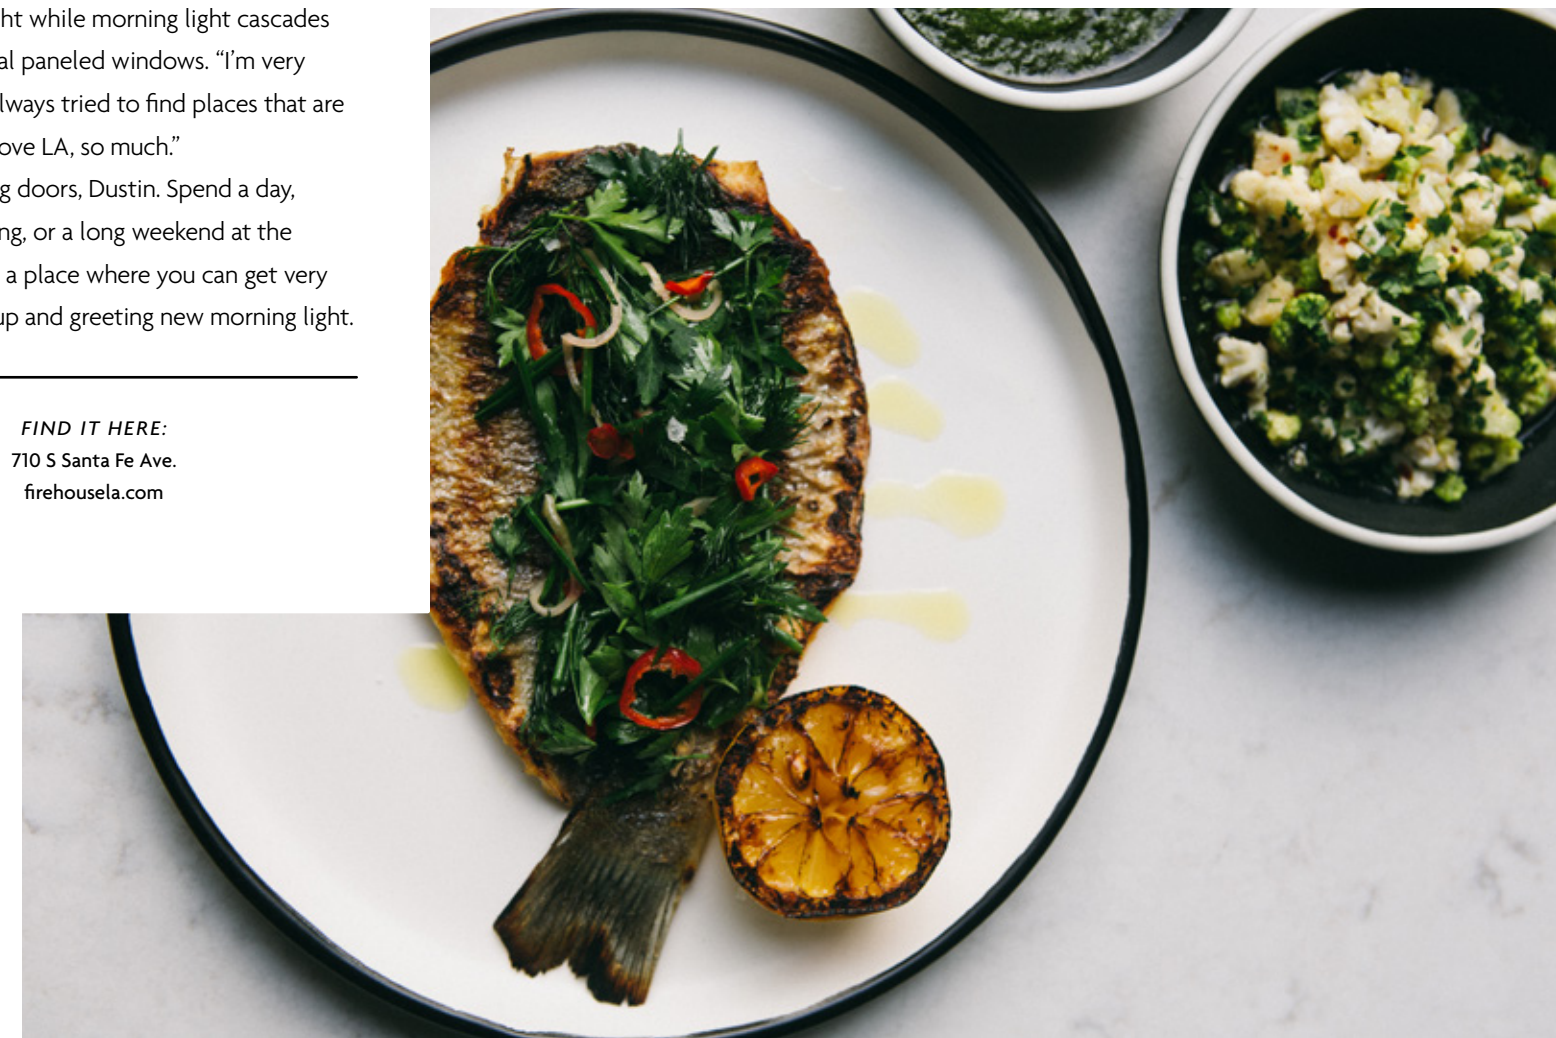 ht while morning light cascades
al paneled windows. “I’m very
lways tried to find places that are
ove LA, so much.”
g doors, Dustin. Spend a day,
ng, or a long weekend at the
a place where you can get very
up and greeting new morning light.
FIND IT HERE:
710 S Santa Fe Ave.
firehousela.com